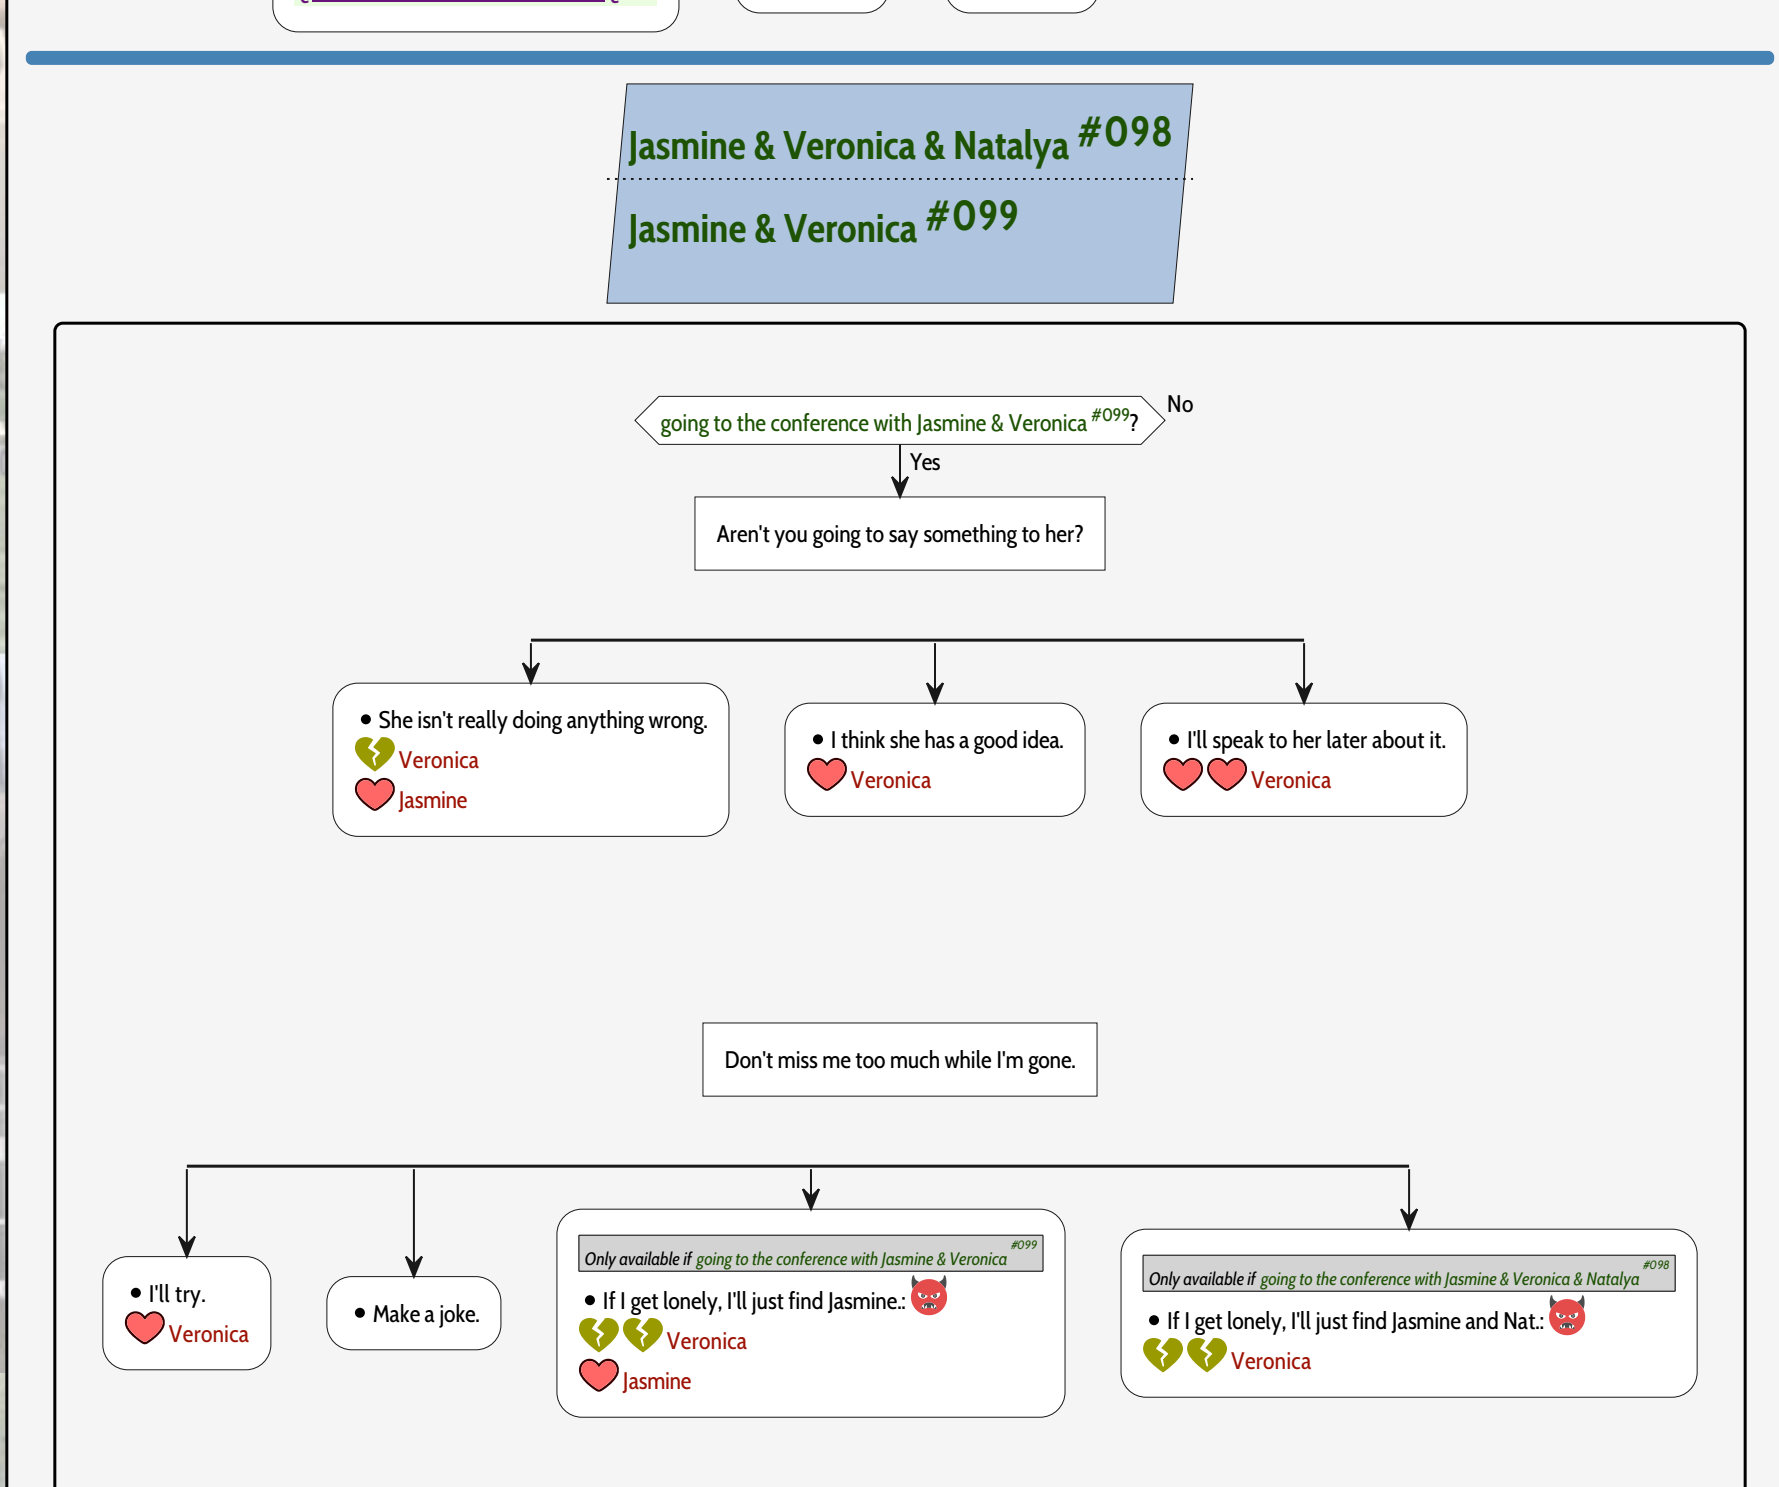 Jasmine & Veronica & Natalya #098
Jasmine & Veronica #099
going to the conference with Jasmine & Veronica #099?
No
Yes
Aren't you going to say something to her?
• She isn't really doing anything wrong.
Veronica
Jasmine
• I think she has a good idea.
Veronica
• I'll speak to her later about it.
Veronica
Don't miss me too much while I'm gone.
• I'll try.
Veronica
• Make a joke.
Only available if going to the conference with Jasmine & Veronica #099
• If I get lonely, I'll just find Jasmine.:
Veronica
Jasmine
Only available if going to the conference with Jasmine & Veronica & Natalya #098
• If I get lonely, I'll just find Jasmine and Nat.:
Veronica